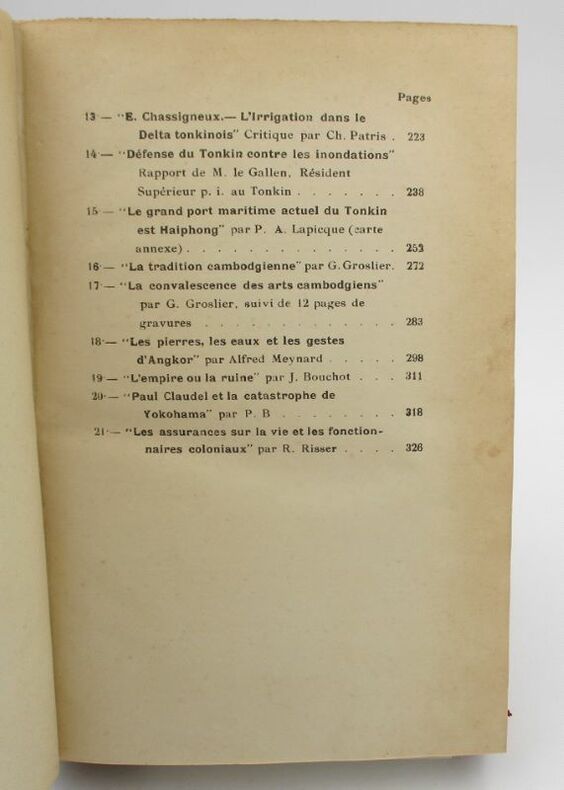 Pages
13 — "E. Chassigneux.— L'Irrigation dans le
Delta tonkinois" Critique par Ch. Patris . 223
14 — "Défense du Tonkin contre les inondations"
Rapport de M. le Gallen, Résident
Supérieur p. i. au Tonkin . . . . . . . 238
15 — "Le grand port maritime actuel du Tonkin
est Haiphong" par P. A. Lapicque (carte
annexe) . . . . . . . . . . . . . . 253
16 — "La tradition cambodgienne" par G. Groslier. 272
17 — "La convalescence des arts cambodgiens"
par G. Groslier, suivi de 12 pages de
gravures . . . . . . . . . . . . . 283
18 — "Les pierres, les eaux et les gestes
d'Angkor" par Alfred Meynard . . . . . 298
19 — "L'empire ou la ruine" par J. Bouchot . . . 311
20 — "Paul Claudel et la catastrophe de
Yokohama" par P. B . . . . . . . . 318
21 — "Les assurances sur la vie et les fonction-
naires coloniaux" par R. Risser . . . . 326